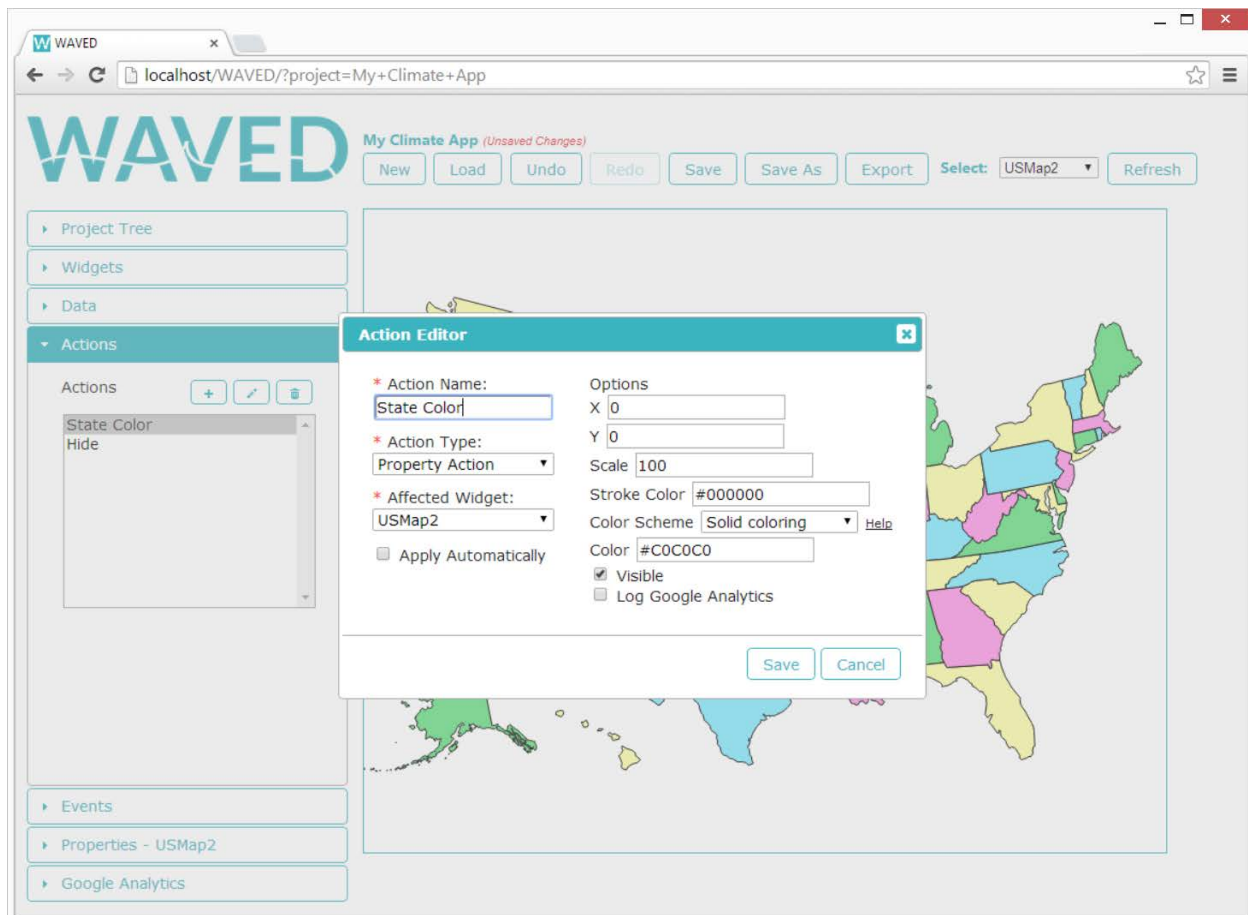 WAVED
localhost/WAVED/?project=My+Climate+App
WAVED
My Climate App (Unsaved Changes)
New Load Undo Redo Save Save As Export Select: USMap2 Refresh
Project Tree
Widgets
Data
Actions
Actions
State Color
Hide
Events
Properties - USMap2
Google Analytics
Action Editor
* Action Name:
State Color
* Action Type:
Property Action
* Affected Widget:
USMap2
Apply Automatically
Options
X 0
Y 0
Scale 100
Stroke Color #000000
Color Scheme Solid coloring Help
Color #C0C0C0
Visible
Log Google Analytics
Save Cancel